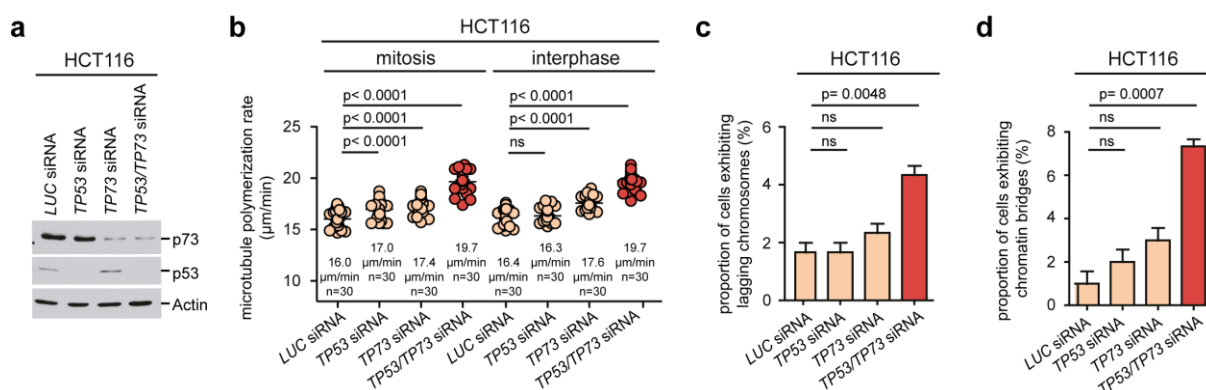 a
HCT116
LUC siRNA
TP53 siRNA
TP73 siRNA
TP53/TP73 siRNA
p73
p53
Actin
b
HCT116
mitosis
interphase
p< 0.0001
p< 0.0001
p< 0.0001
p< 0.0001
p< 0.0001
ns
microtubule polymerization rate
(µm/min)
25
20
15
10
16.0
µm/min
n=30
17.0
µm/min
n=30
17.4
µm/min
n=30
19.7
µm/min
n=30
16.4
µm/min
n=30
16.3
µm/min
n=30
17.6
µm/min
n=30
19.7
µm/min
n=30
LUC siRNA
TP53 siRNA
TP73 siRNA
TP53/TP73 siRNA
LUC siRNA
TP53 siRNA
TP73 siRNA
TP53/TP73 siRNA
c
HCT116
p= 0.0048
ns
ns
proportion of cells exhibiting
lagging chromosomes (%)
6
4
2
0
LUC siRNA
TP53 siRNA
TP73 siRNA
TP53/TP73 siRNA
d
HCT116
p= 0.0007
ns
ns
proportion of cells exhibiting
chromatin bridges (%)
8
6
4
2
0
LUC siRNA
TP53 siRNA
TP73 siRNA
TP53/TP73 siRNA